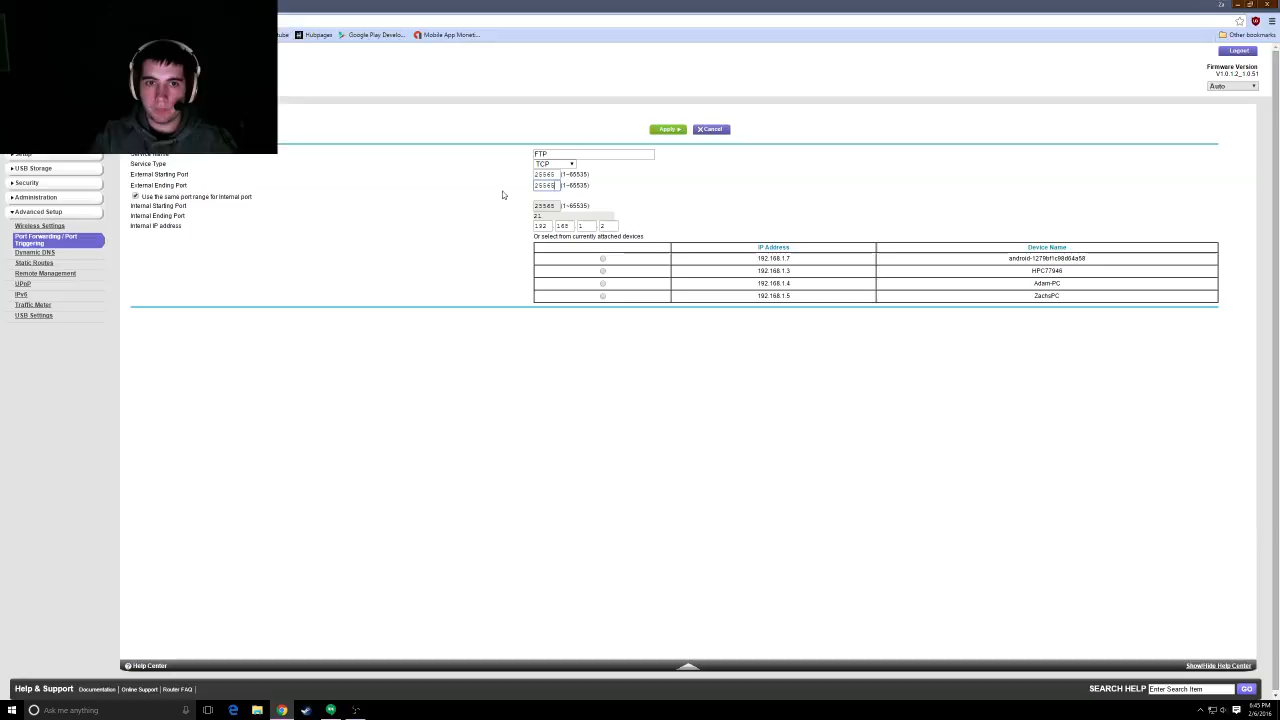 2a
tube Hubpages Google Play Develo... Mobile App Moneti... Other bookmarks
Logout
Firmware Version
V1.0.1.2_1.0.51
Auto
Apply Cancel
Service Name FTP
Service Type TCP
External Starting Port 25565 (1~65535)
External Ending Port 25565 (1~65535)
Use the same port range for Internal port
Internal Starting Port 25565 (1~65535)
Internal Ending Port 21
Internal IP address 192 . 168 . 1 . 2
Or select from currently attached devices
IP Address Device Name
192.168.1.7 android-1279bf1c98d64a58
192.168.1.3 HPC77946
192.168.1.4 Adam-PC
192.168.1.5 ZachsPC
Setup
USB Storage
Security
Administration
Advanced Setup
Wireless Settings
Port Forwarding / Port
Triggering
Dynamic DNS
Static Routes
Remote Management
UPnP
IPv6
Traffic Meter
USB Settings
Help Center Show/Hide Help Center
Help & Support Documentation | Online Support | Router FAQ | SEARCH HELP Enter Search Item GO
Ask me anything
6:45 PM
2/6/2016